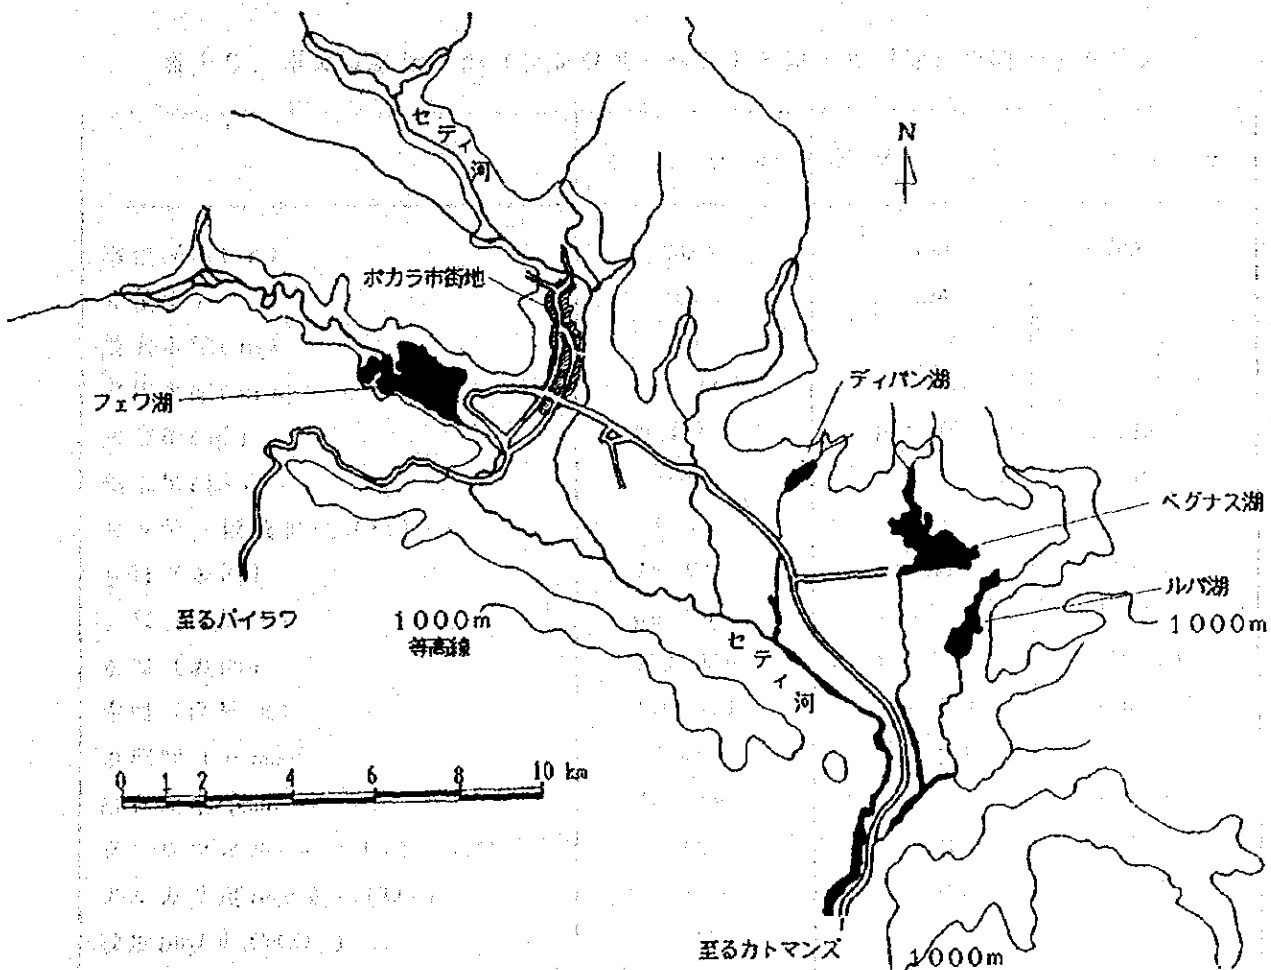 セティ河
N
ポカラ市街地
フェワ湖
ディパン湖
ベグナス湖
ルパ湖
1000m
至るバイラワ
1000m
等高線
セティ河
0 1 2 4 6 8 10 km
至るカトマンズ
1000m